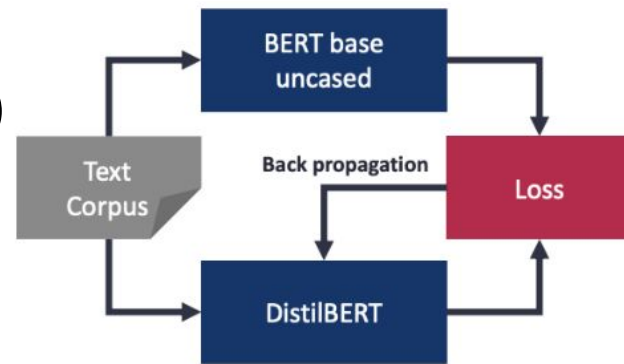 BERT base
uncased
Text
Corpus
Back propagation
Loss
DistilBERT